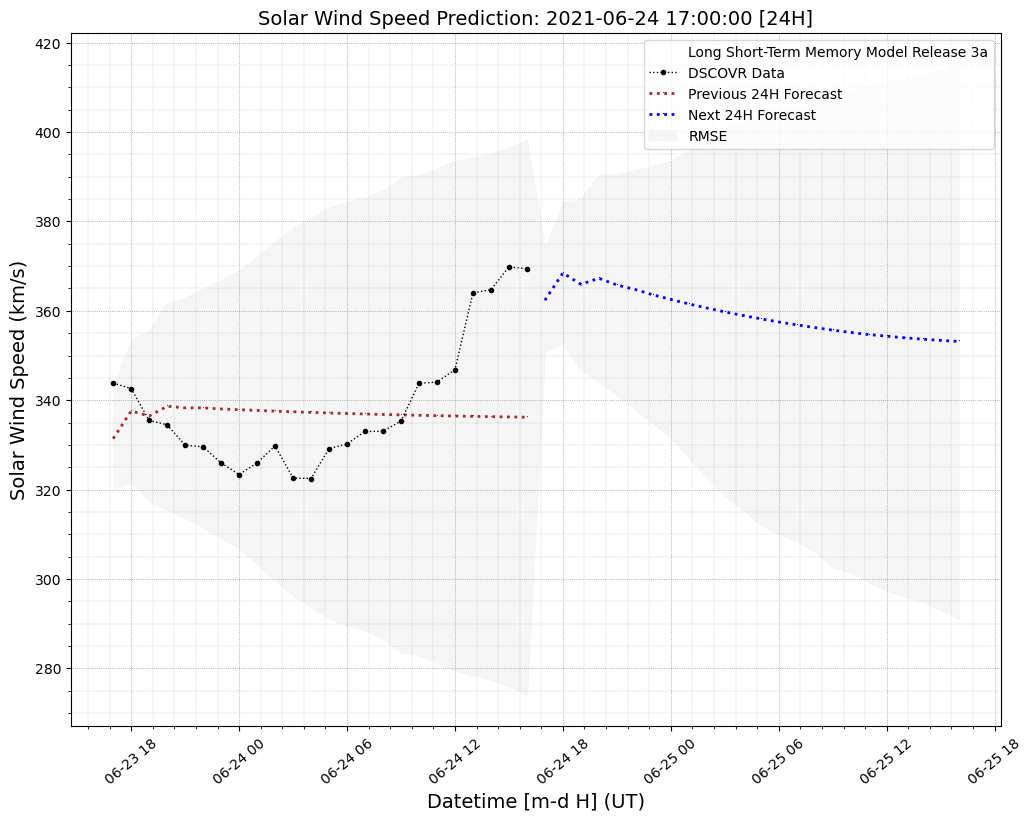 Solar Wind Speed Prediction: 2021-06-24 17:00:00 [24H]
Long Short-Term Memory Model Release 3a
DSCOVR Data
Previous 24H Forecast
Next 24H Forecast
RMSE
Solar Wind Speed (km/s)
420
400
380
360
340
320
300
280
06-23 18
06-24 00
06-24 06
06-24 12
06-24 18
06-25 00
06-25 06
06-25 12
06-25 18
Datetime [m-d H] (UT)